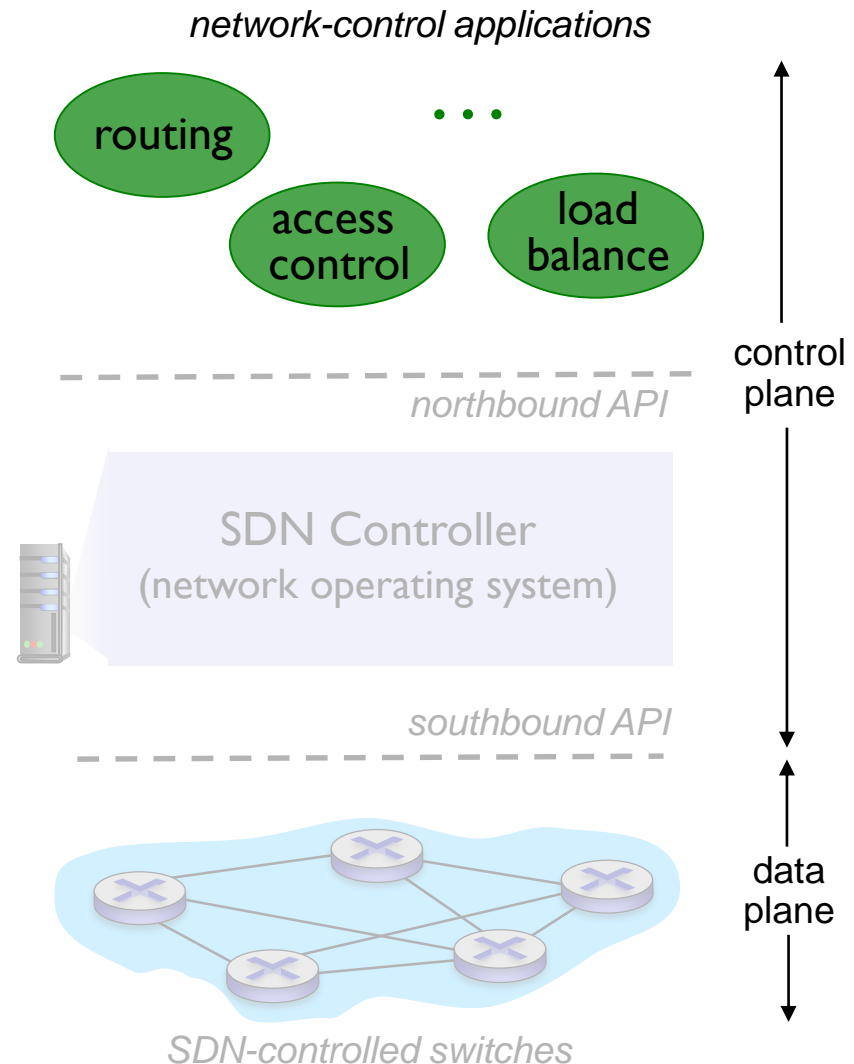 network-control applications
routing
. . .
access
control
load
balance
control
plane
northbound API
SDN Controller
(network operating system)
southbound API
data
plane
SDN-controlled switches